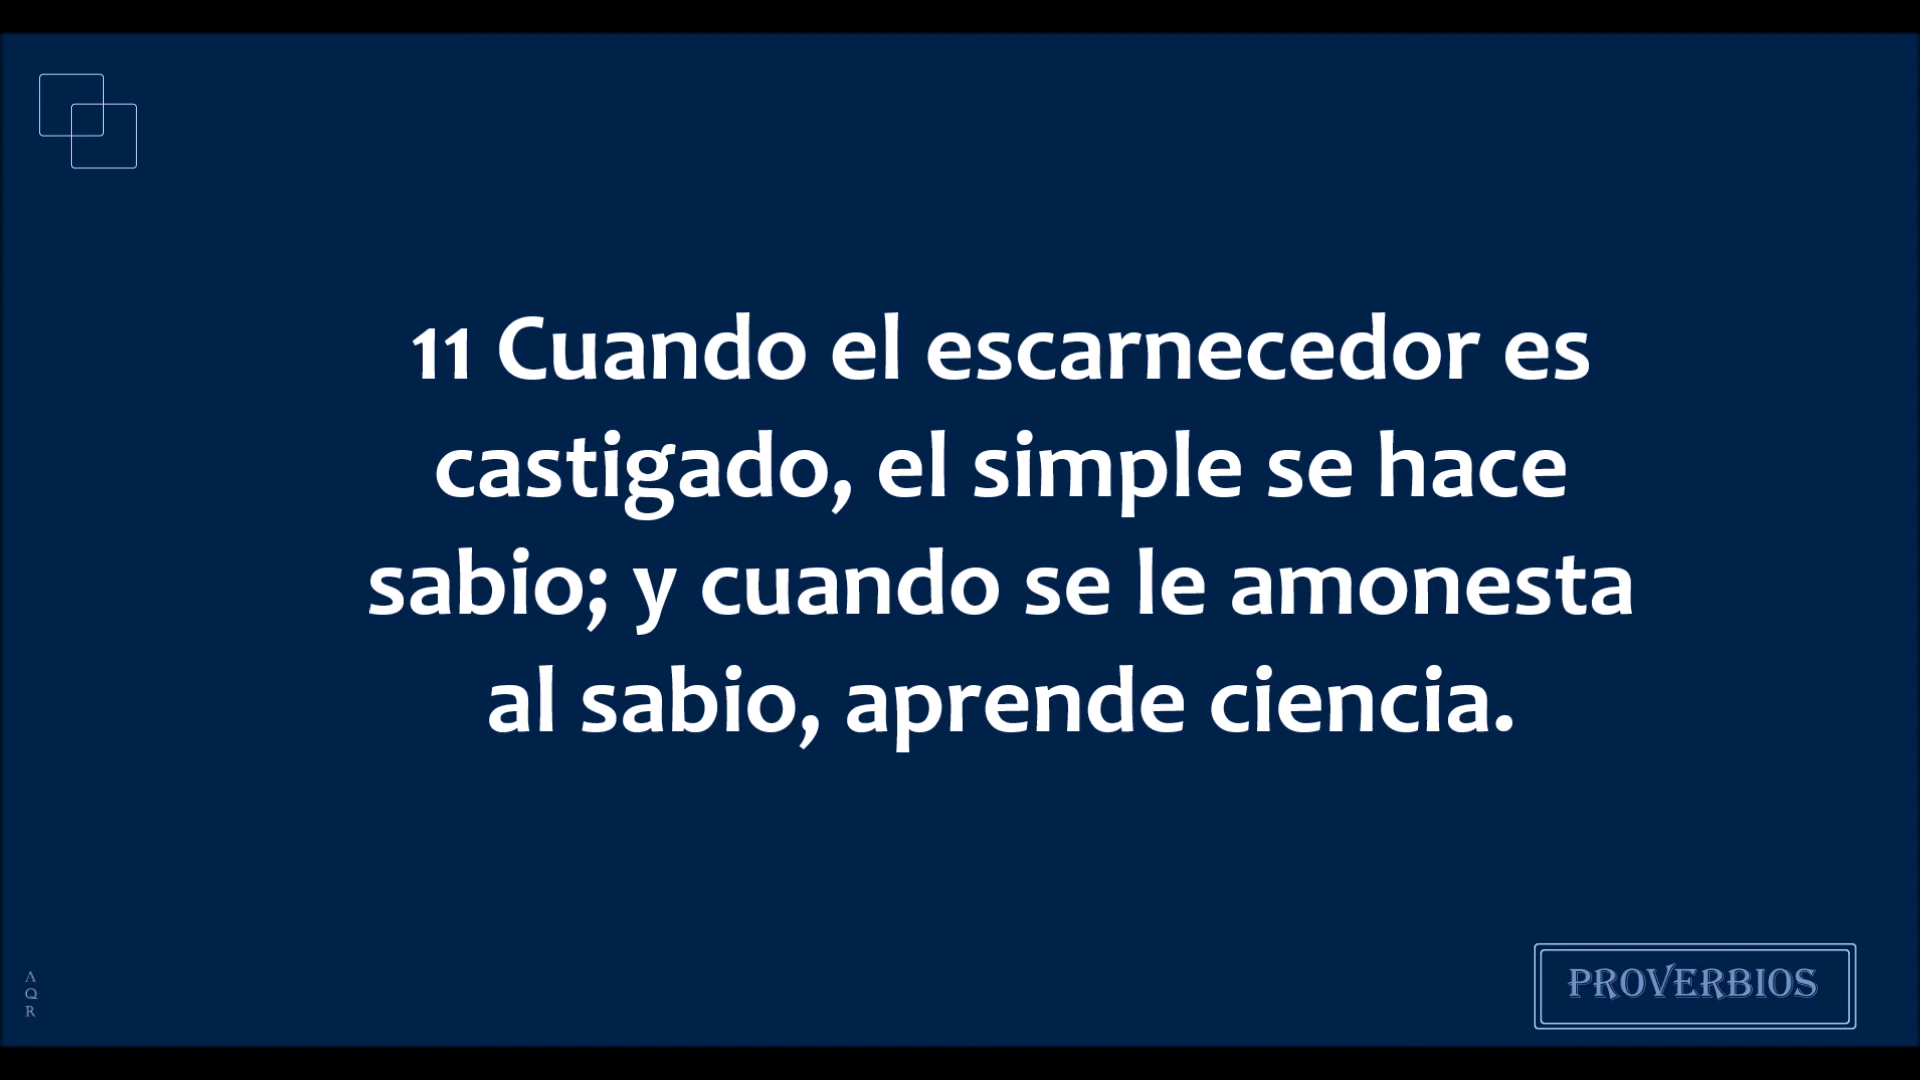 11 Cuando el escarnecedor es
castigado, el simple se hace
sabio; y cuando se le amonesta
al sabio, aprende ciencia.
A
Q
R
PROVERBIOS